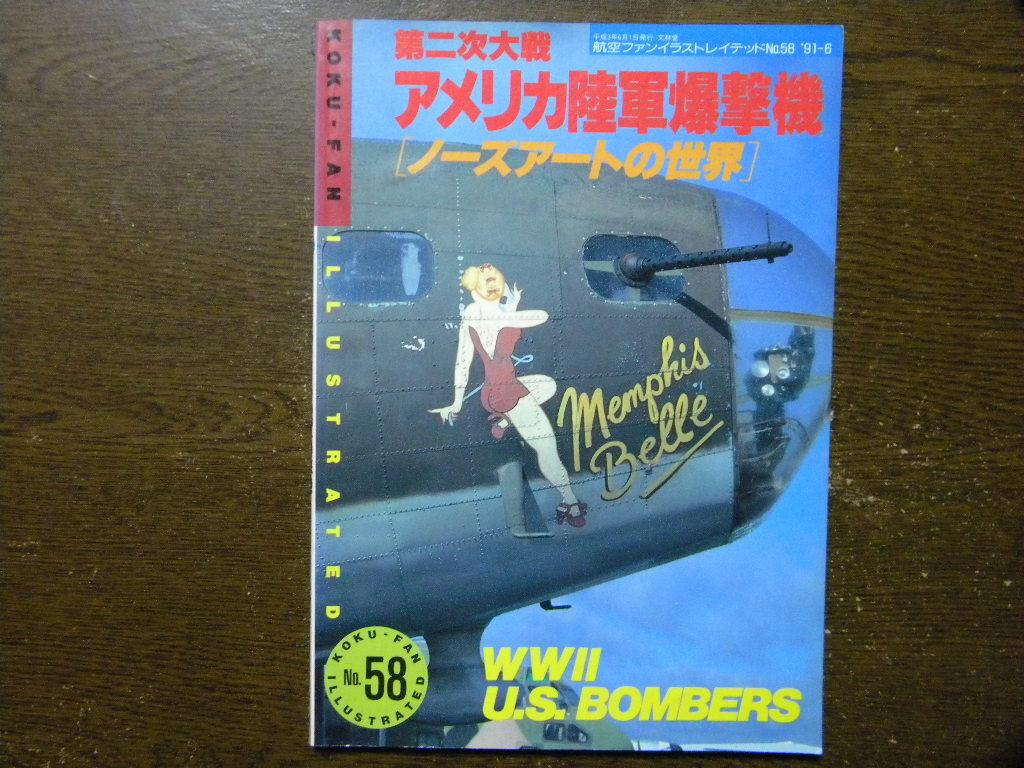 平成3年6月1日発行 文林堂
航空ファンイラストレイテッドNo.58 '91-6
第二次大戦
アメリカ陸軍爆撃機
[ノーズアートの世界]
KOKU-FAN ILLUSTRATED
Memphis
Belle
KOKU-FAN
No.58
ILLUSTRATED
WWII
U.S. BOMBERS